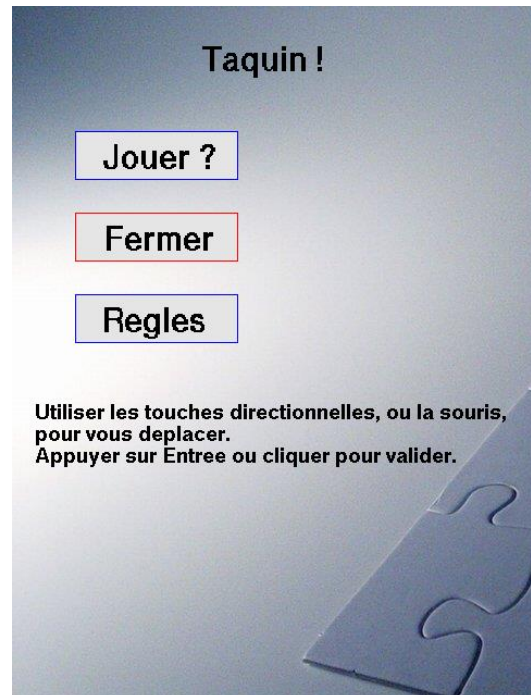 Taquin !
Jouer ?
Fermer
Regles
Utiliser les touches directionnelles, ou la souris,
pour vous deplacer.
Appuyer sur Entree ou cliquer pour valider.